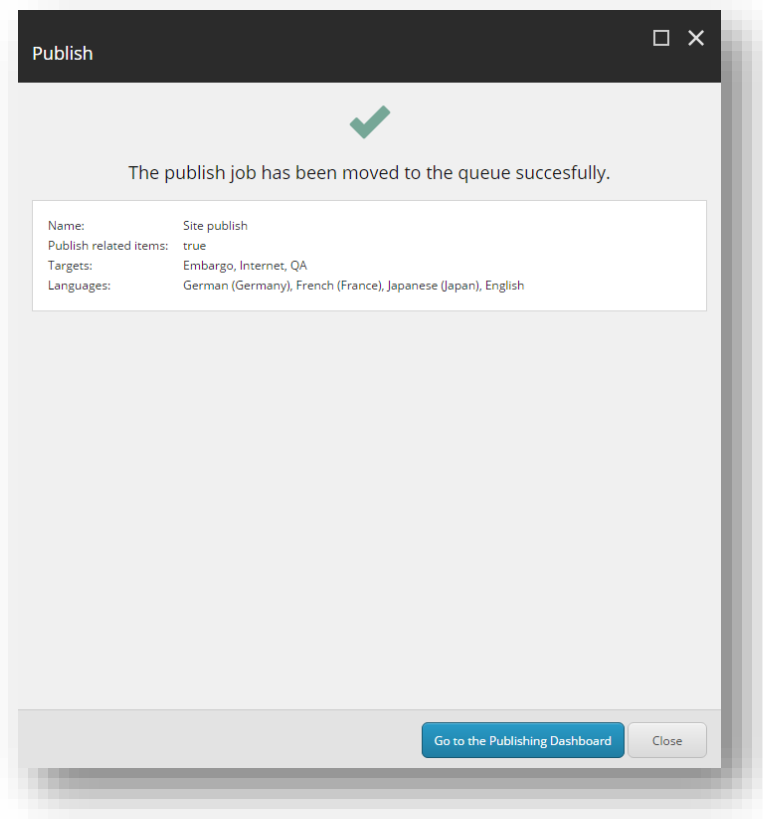 Publish
The publish job has been moved to the queue succesfully.
Name: Site publish
Publish related items: true
Targets: Embargo, Internet, QA
Languages: German (Germany), French (France), Japanese (Japan), English
Go to the Publishing Dashboard Close